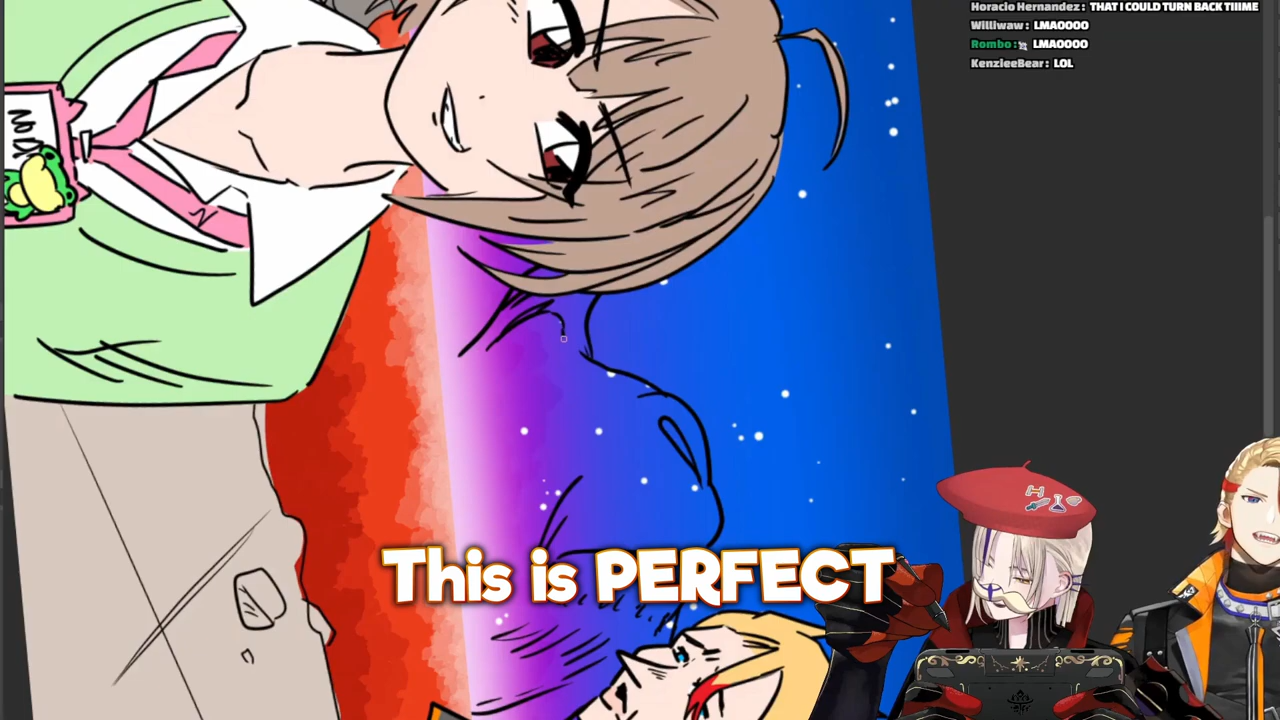 Horacio Hernandez: THAT I COULD TURN BACK TIIIME
Williwaw: LMAOOOO
Rombo: LMAOOOO
KenzieeBear: LOL
This is PERFECT